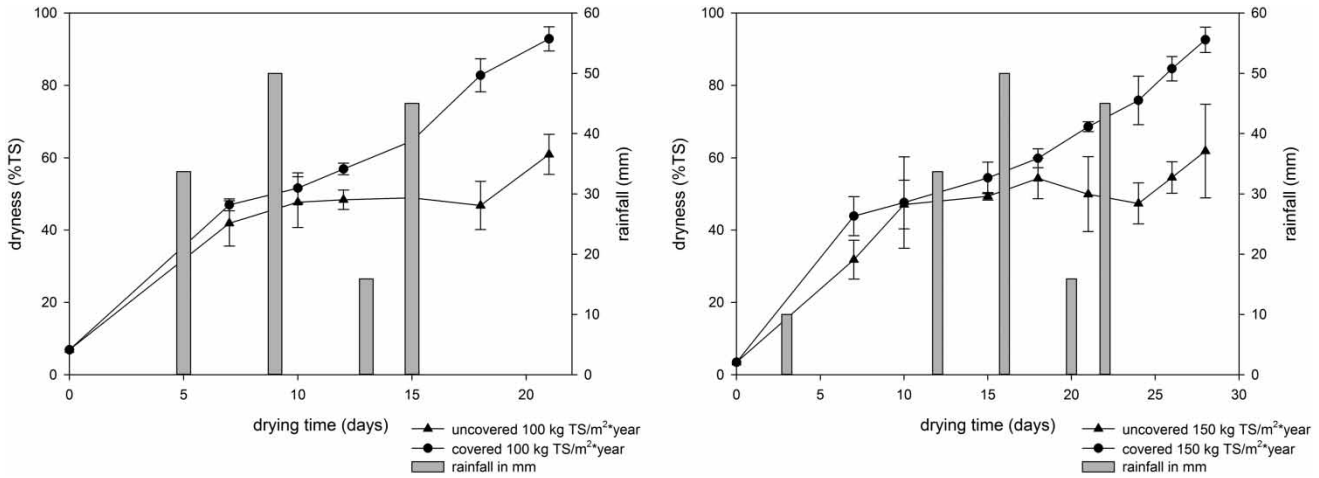 100
80
60
40
20
0
dryness (%TS)
60
50
40
30
20
10
0
rainfall (mm)
0 5 10 15 20
drying time (days)
uncovered 100 kg TS/m²*year
covered 100 kg TS/m²*year
rainfall in mm
100
80
60
40
20
0
dryness (%TS)
60
50
40
30
20
10
0
rainfall (mm)
0 5 10 15 20 25 30
drying time (days)
uncovered 150 kg TS/m²*year
covered 150 kg TS/m²*year
rainfall in mm